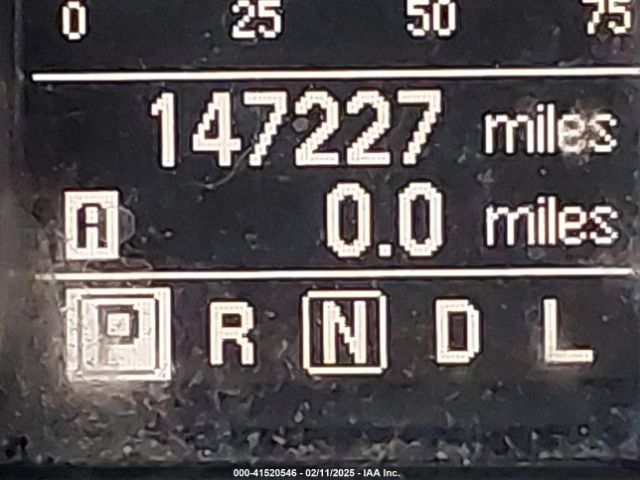 0 25 50 75
147227 miles
A 0.0 miles
P R N D L
000-41520546 - 02/11/2025 - IAA Inc.